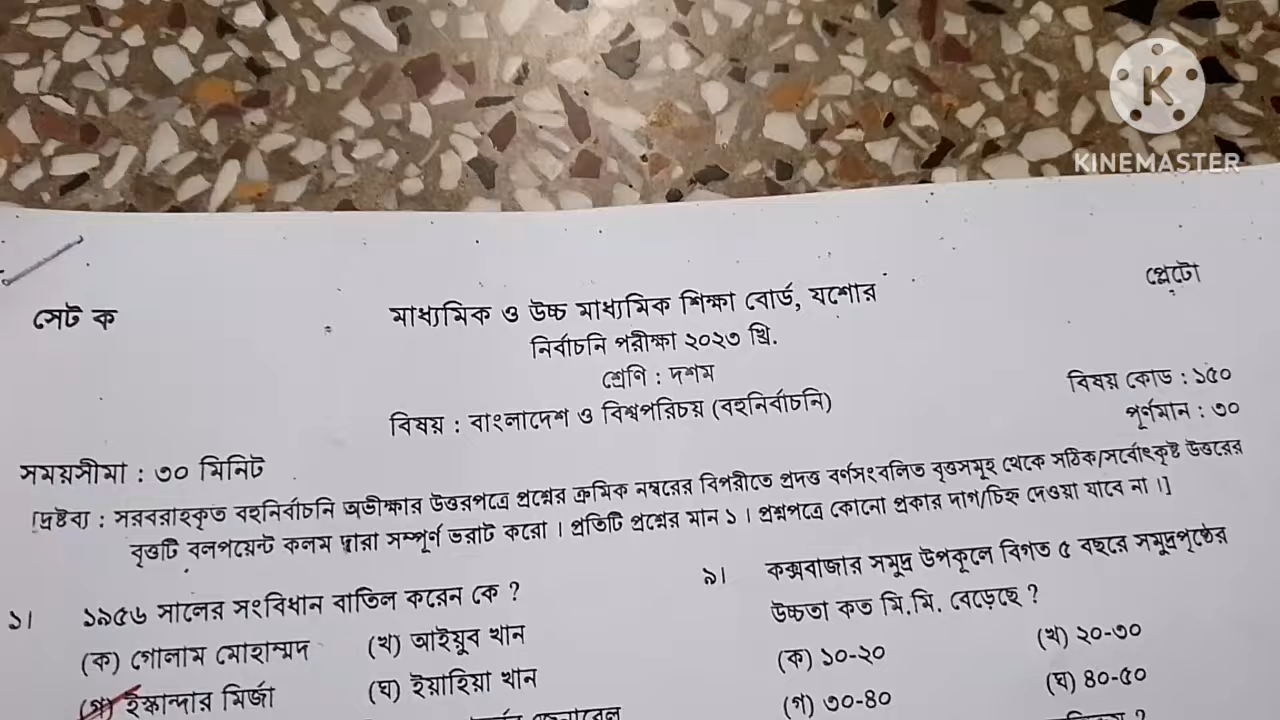 KINEMASTER
সেট ক
প্লেটো
মাধ্যমিক ও উচ্চ মাধ্যমিক শিক্ষা বোর্ড, যশোর
নির্বাচনি পরীক্ষা ২০২৩ খ্রি.
শ্রেণি : দশম
বিষয় কোড : ১৫০
বিষয় : বাংলাদেশ ও বিশ্বপরিচয় (বহুনির্বাচনি)
পূর্ণমান : ৩০
সময়সীমা : ৩০ মিনিট
[দ্রষ্টব্য : সরবরাহকৃত বহুনির্বাচনি অভীক্ষার উত্তরপত্রে প্রশ্নের ক্রমিক নম্বরের বিপরীতে প্রদত্ত বর্ণসংবলিত বৃত্তসমূহ থেকে সঠিক/সর্বোৎকৃষ্ট উত্তরের
বৃত্তটি বলপয়েন্ট কলম দ্বারা সম্পূর্ণ ভরাট করো । প্রতিটি প্রশ্নের মান ১ । প্রশ্নপত্রে কোনো প্রকার দাগ/চিহ্ন দেওয়া যাবে না ।]
১। ১৯৫৬ সালের সংবিধান বাতিল করেন কে ?
(ক) গোলাম মোহাম্মদ (খ) আইয়ুব খান
(গ) ইস্কান্দার মির্জা (ঘ) ইয়াহিয়া খান
৯। কক্সবাজার সমুদ্র উপকূলে বিগত ৫ বছরে সমুদ্রপৃষ্ঠের
উচ্চতা কত মি.মি. বেড়েছে ?
(ক) ১০-২০ (খ) ২০-৩০
(গ) ৩০-৪০ (ঘ) ৪০-৫০